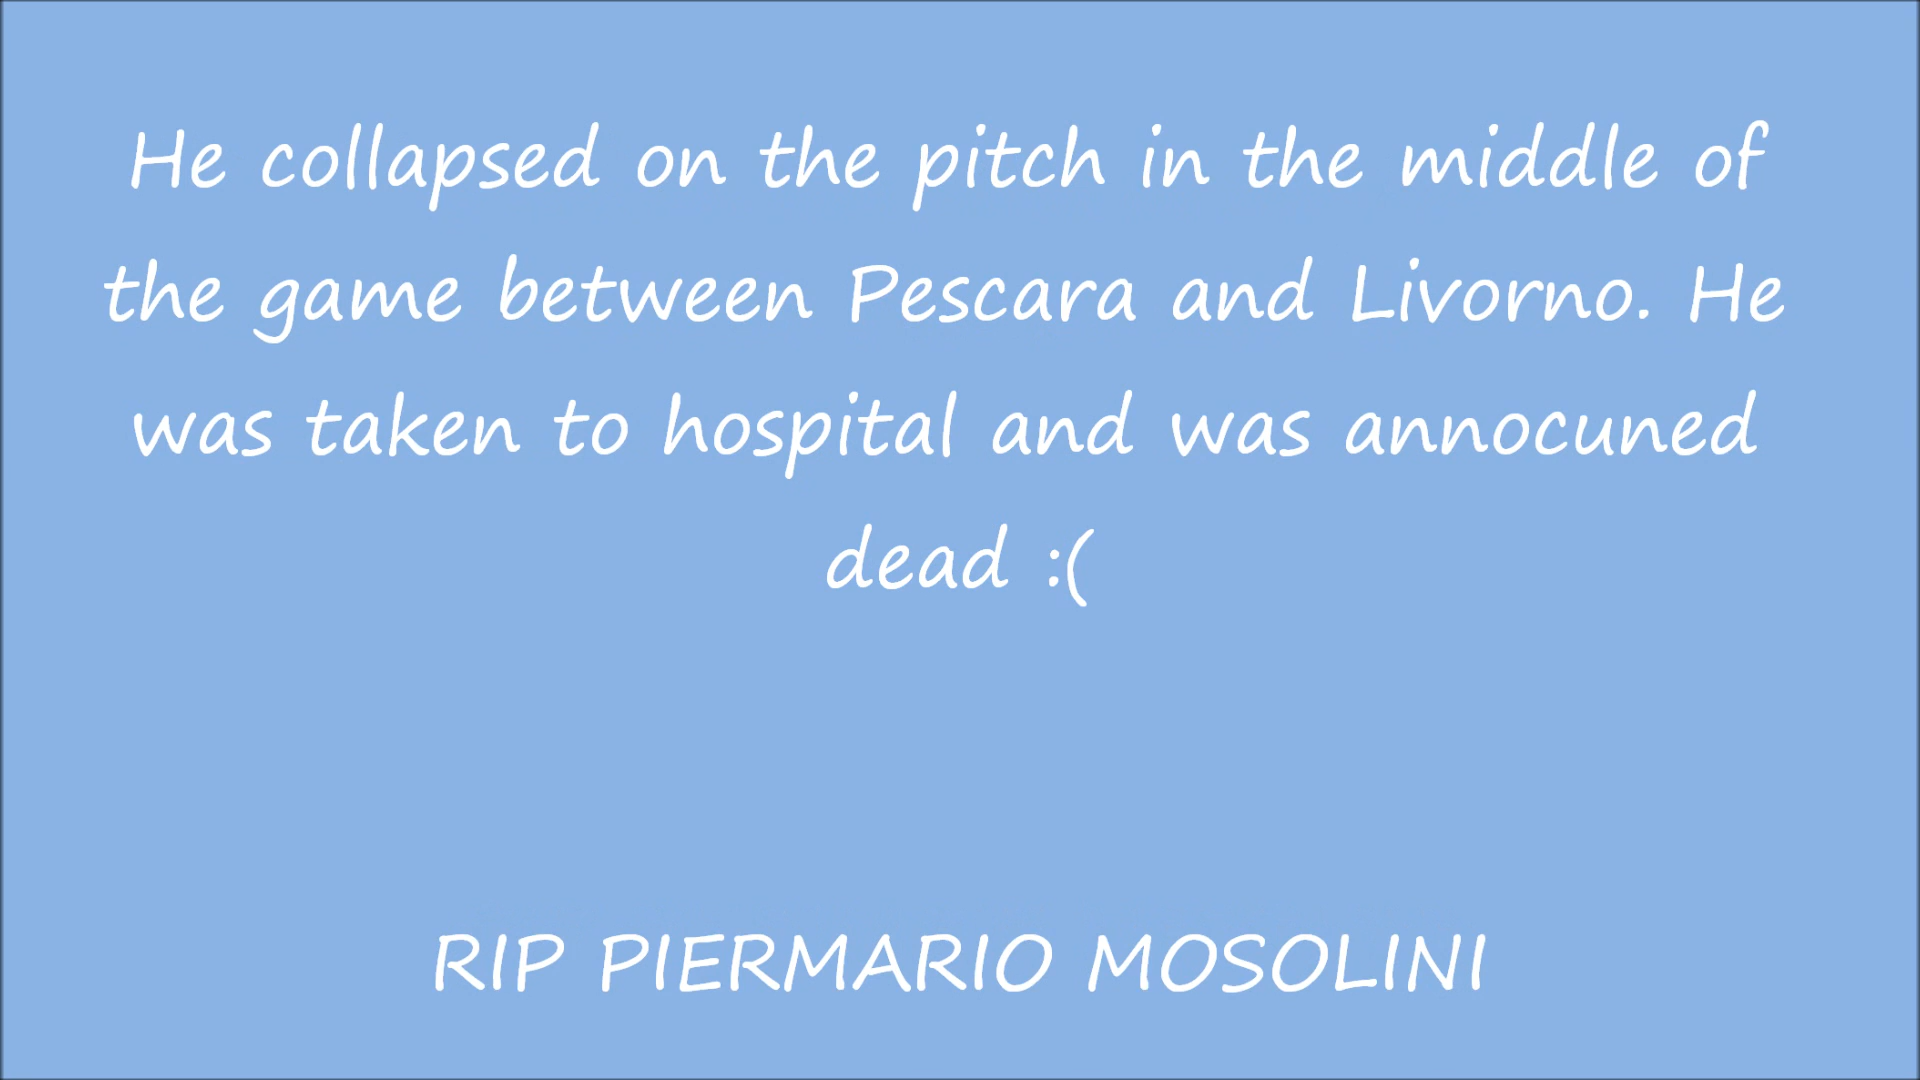 He collapsed on the pitch in the middle of
the game between Pescara and Livorno. He
was taken to hospital and was annocuned
dead :(
RIP PIERMARIO MOSOLINI